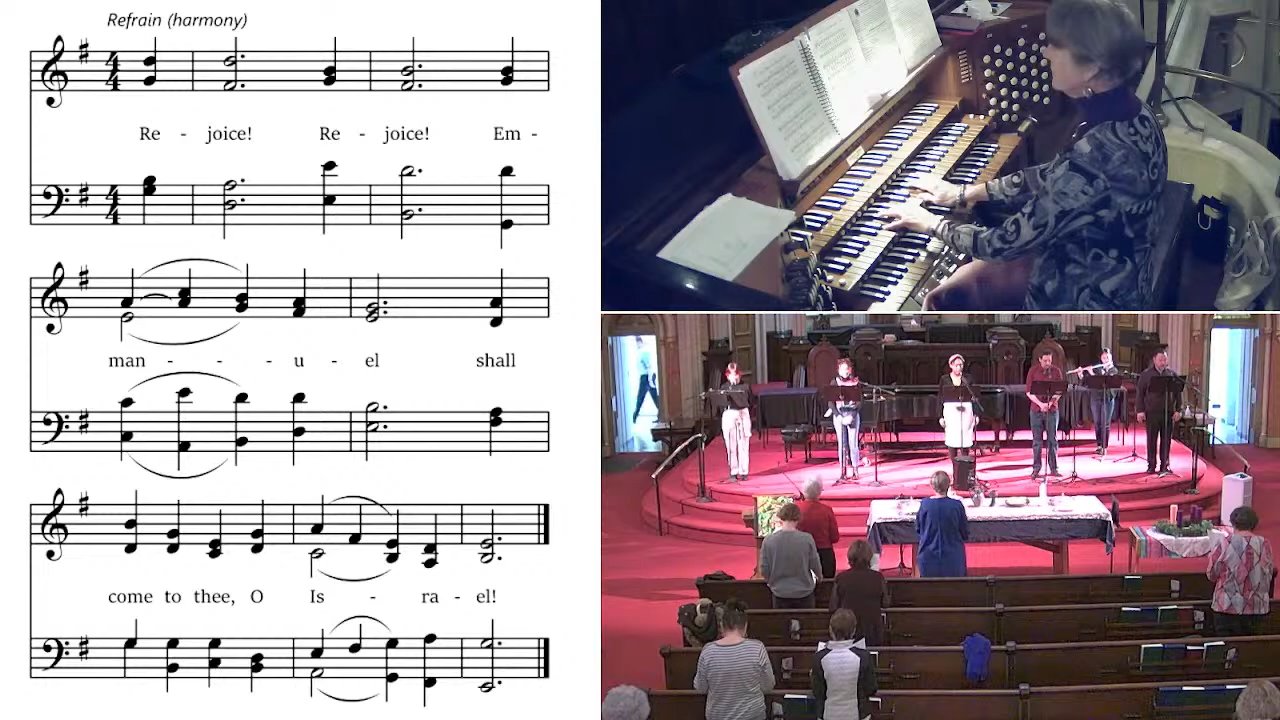 Refrain (harmony)
Re - joice! Re - joice! Em -
man - - - u - el shall
come to thee, O Is - ra - el!